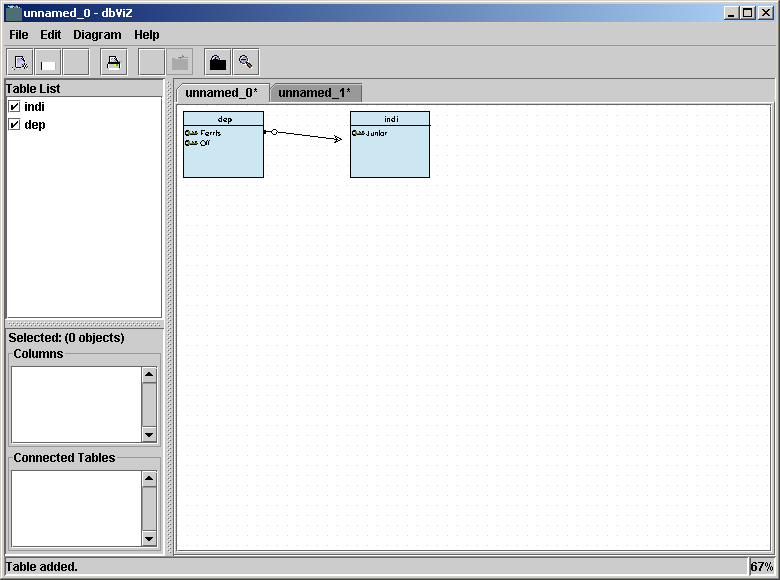 unnamed_0 - dbViZ
File Edit Diagram Help
Table List
indi
dep
unnamed_0*
unnamed_1*
dep
Ferris
Off
indi
Junior
Selected: (0 objects)
Columns
Connected Tables
Table added.
67%